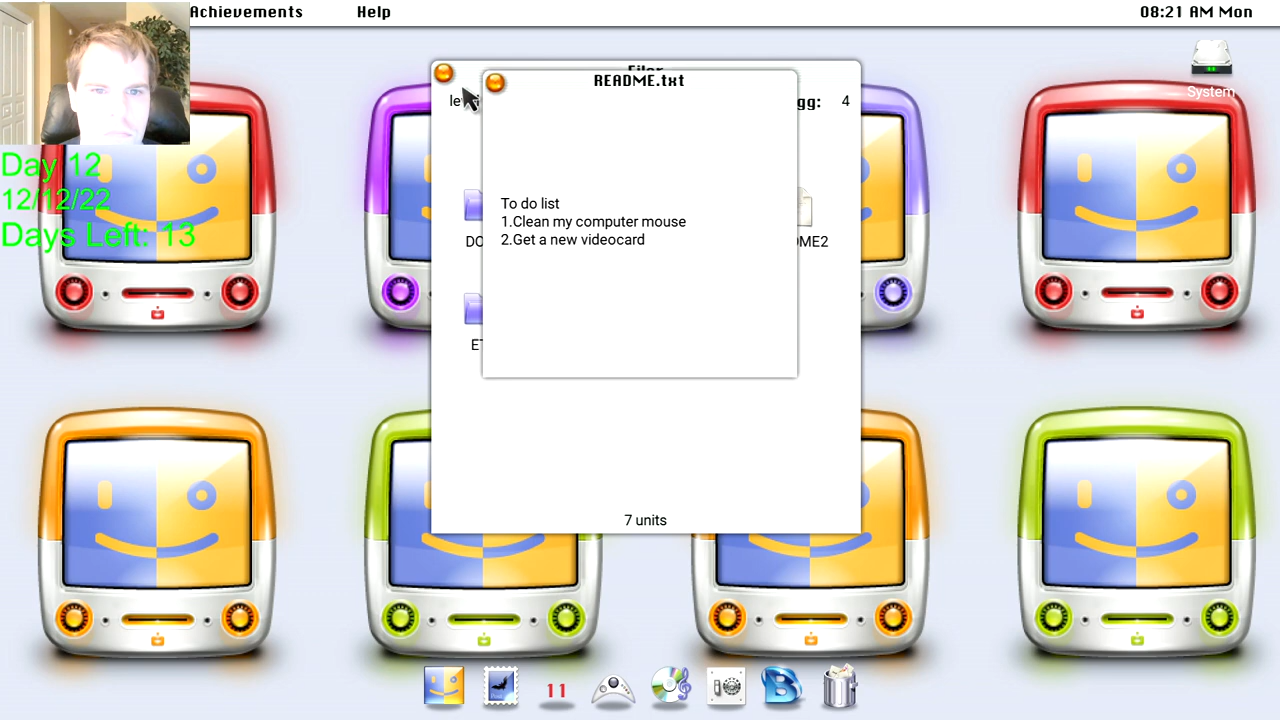 Achievements
Help
08:21 AM Mon
README.txt
4
System
Day 12
12/12/22
Days Left: 13
To do list
1.Clean my computer mouse
2.Get a new videocard
7 units
11